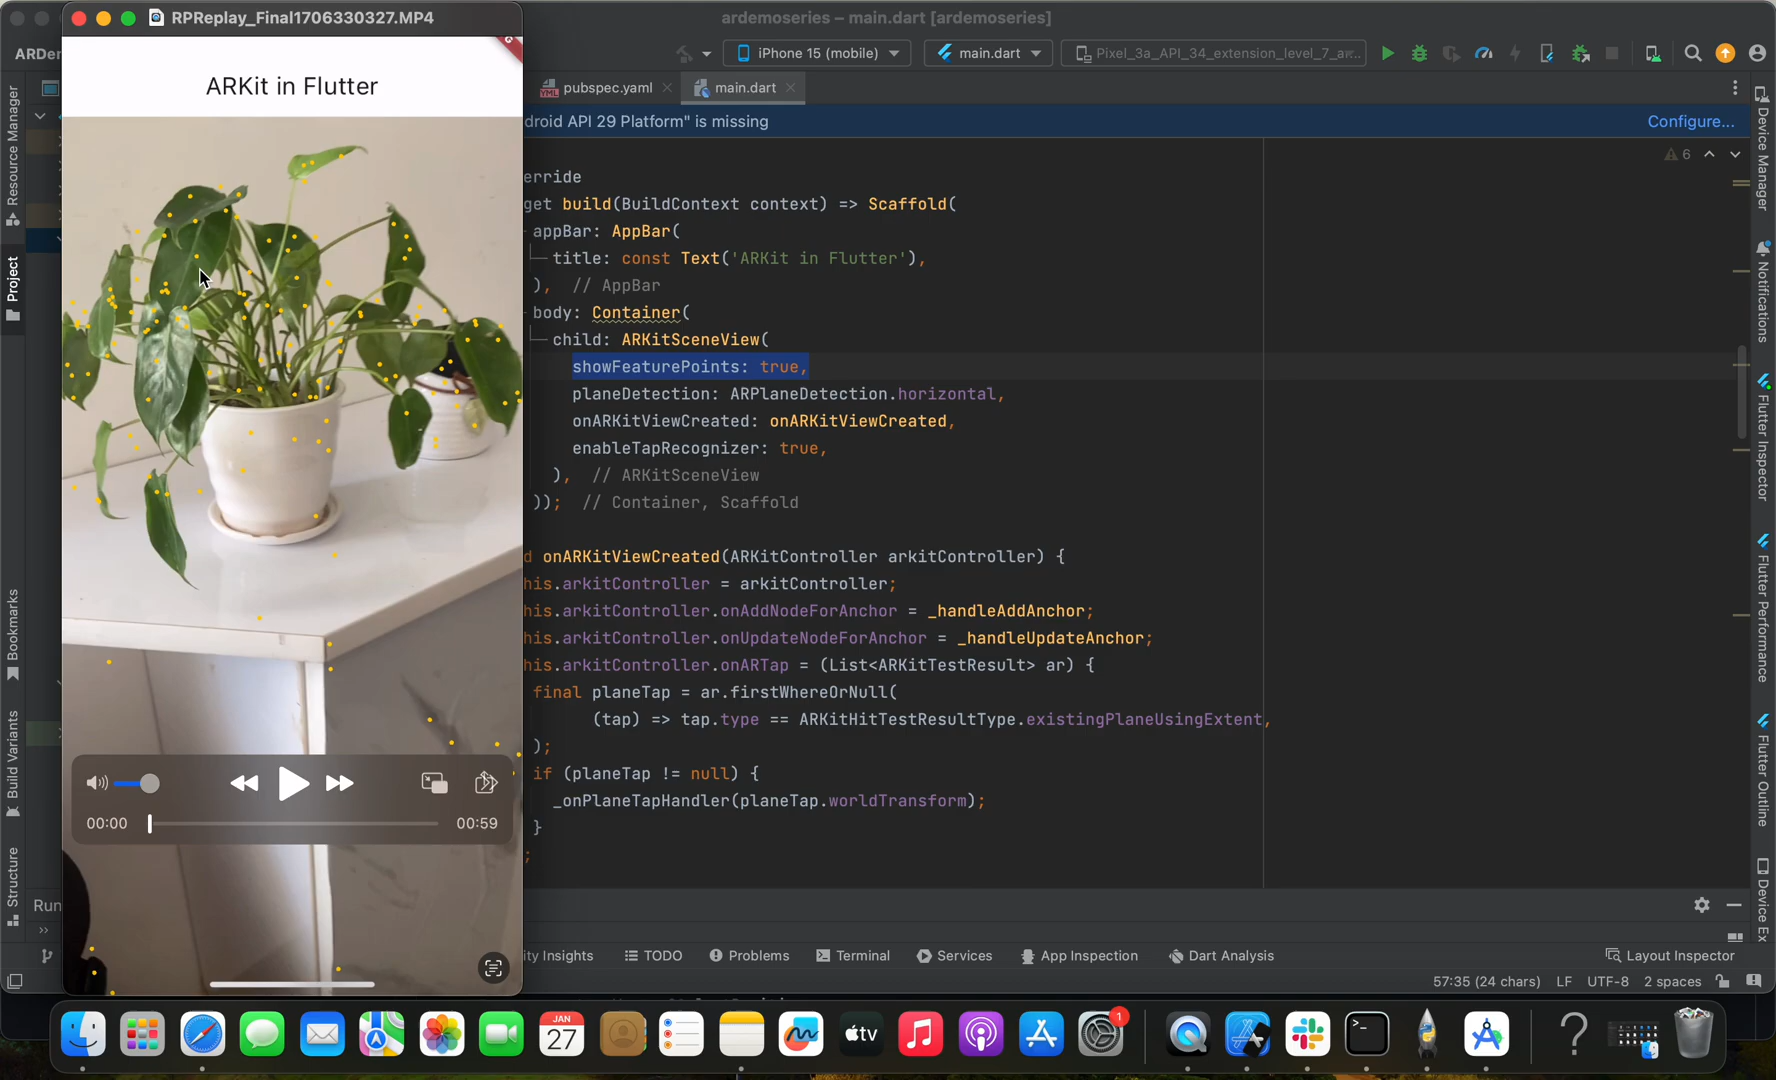 RPReplay_Final1706330327.MP4
ardemoseries – main.dart [ardemoseries]
ARDer
iPhone 15 (mobile)
main.dart
Pixel_3a_API_34_extension_level_7_ar...
ARKit in Flutter
pubspec.yaml
main.dart
droid API 29 Platform" is missing
Configure...
6
erride
get build(BuildContext context) => Scaffold(
appBar: AppBar(
title: const Text('ARKit in Flutter'),
), // AppBar
body: Container(
child: ARKitSceneView(
showFeaturePoints: true,
planeDetection: ARPlaneDetection.horizontal,
onARKitViewCreated: onARKitViewCreated,
enableTapRecognizer: true,
), // ARKitSceneView
)); // Container, Scaffold
d onARKitViewCreated(ARKitController arkitController) {
his.arkitController = arkitController;
his.arkitController.onAddNodeForAnchor = _handleAddAnchor;
his.arkitController.onUpdateNodeForAnchor = _handleUpdateAnchor;
his.arkitController.onARTap = (List<ARKitTestResult> ar) {
final planeTap = ar.firstWhereOrNull(
(tap) => tap.type == ARKitHitTestResultType.existingPlaneUsingExtent,
);
if (planeTap != null) {
_onPlaneTapHandler(planeTap.worldTransform);
}
;
00:00
00:59
Resource Manager
Project
Bookmarks
Build Variants
Structure
Device Manager
Notifications
Flutter Inspector
Flutter Performance
Flutter Outline
Device Ex
Run
ity Insights
TODO
Problems
Terminal
Services
App Inspection
Dart Analysis
Layout Inspector
57:35 (24 chars)
LF
UTF-8
2 spaces
JAN
27
tv
1